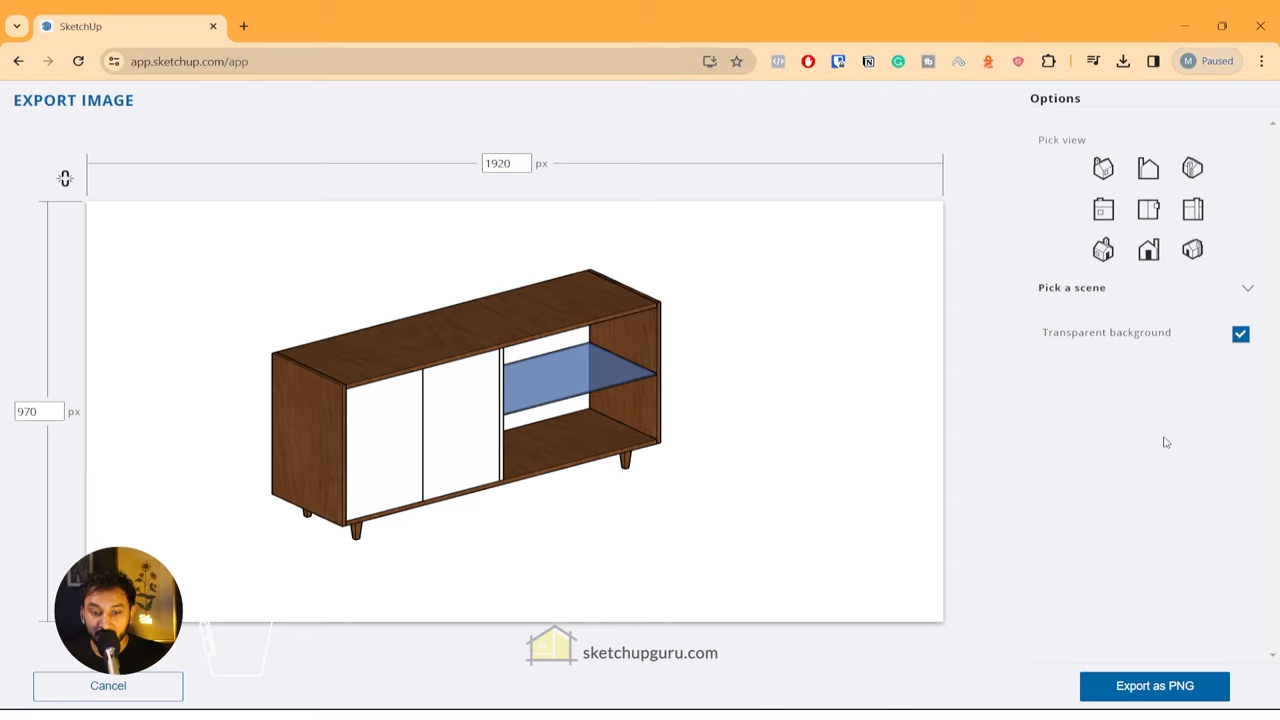 SketchUp
app.sketchup.com/app
M Paused
EXPORT IMAGE
Options
1920 px
Pick view
Pick a scene
Transparent background
970 px
sketchupguru.com
Cancel
Export as PNG